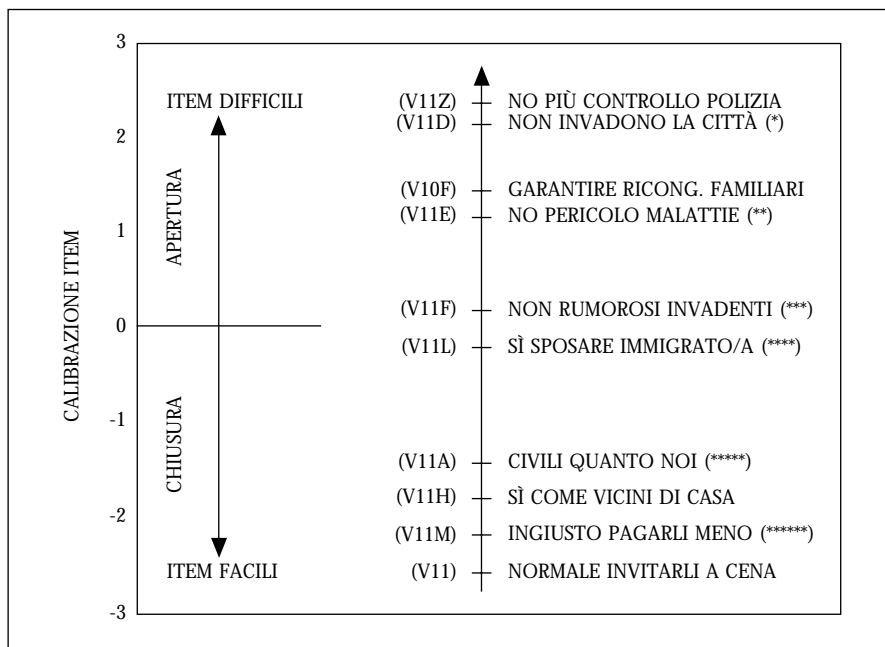 3
ITEM DIFFICILI (V11Z) NO PIÙ CONTROLLO POLIZIA
(V11D) NON INVADONO LA CITTÀ (*)
2
APERTURA
(V10F) GARANTIRE RICONG. FAMILIARI
(V11E) NO PERICOLO MALATTIE (**)
1
CALIBRAZIONE ITEM
(V11F) NON RUMOROSI INVADENTI (***)
0
(V11L) SÌ SPOSARE IMMIGRATO/A (****)
-1
CHIUSURA
(V11A) CIVILI QUANTO NOI (*****)
(V11H) SÌ COME VICINI DI CASA
-2
(V11M) INGIUSTO PAGARLI MENO (******)
ITEM FACILI (V11) NORMALE INVITARLI A CENA
-3